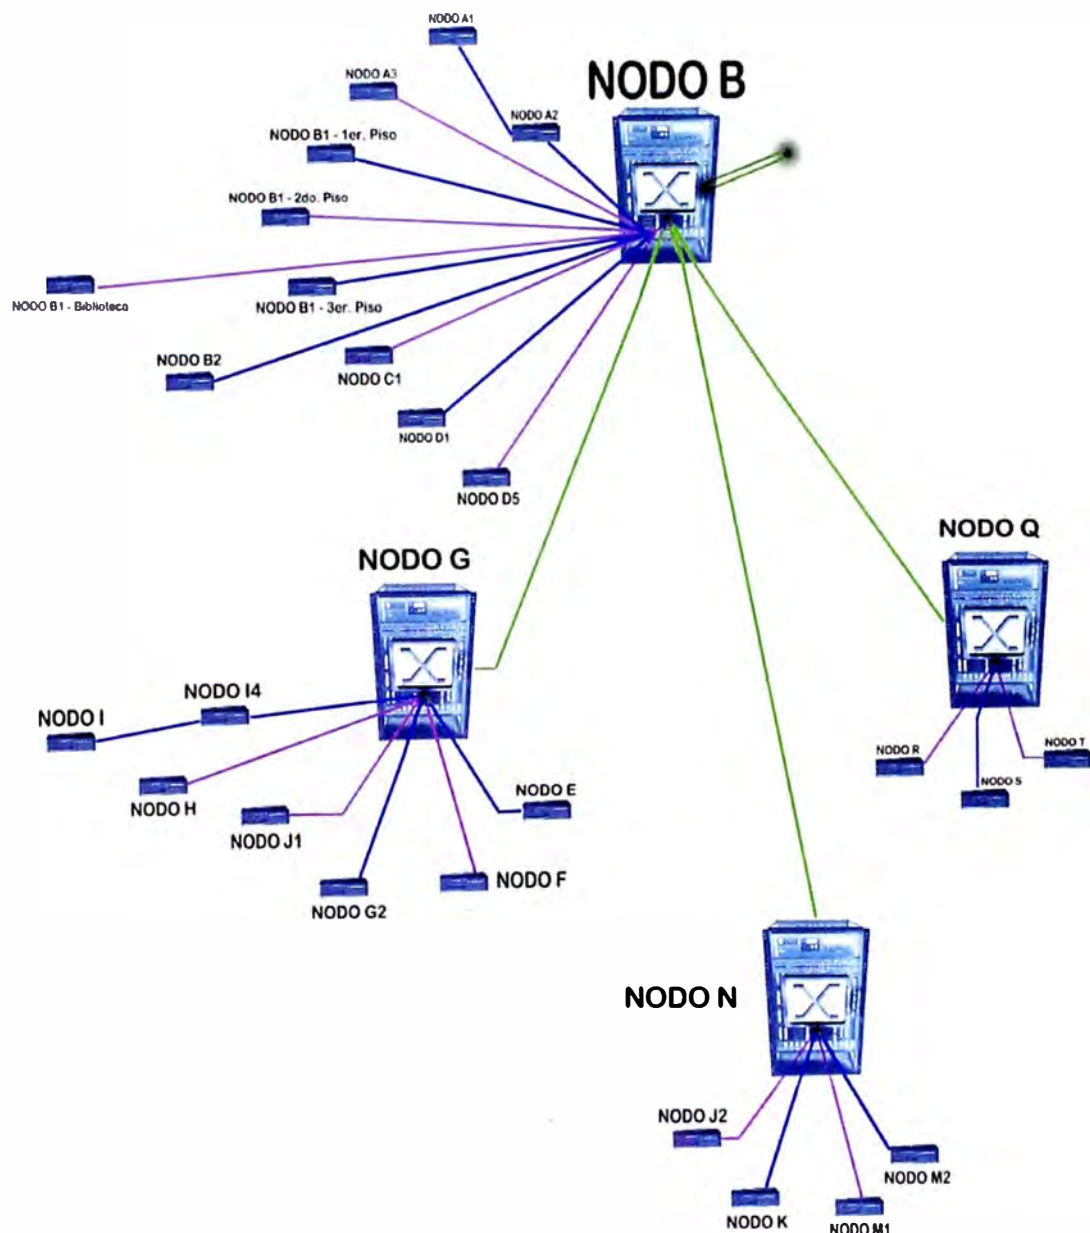 NODO A1
NODO B
NODO A3
NODO A2
NODO B1 - 1er. Piso
NODO B1 - 2do. Piso
NODO B1 - Biblioteca
NODO B1 - 3er. Piso
NODO B2
NODO C1
NODO D1
NODO D5
NODO Q
NODO G
NODO I4
NODO I
NODO R
NODO T
NODO S
NODO H
NODO E
NODO J1
NODO F
NODO G2
NODO N
NODO J2
NODO M2
NODO K
NODO M1